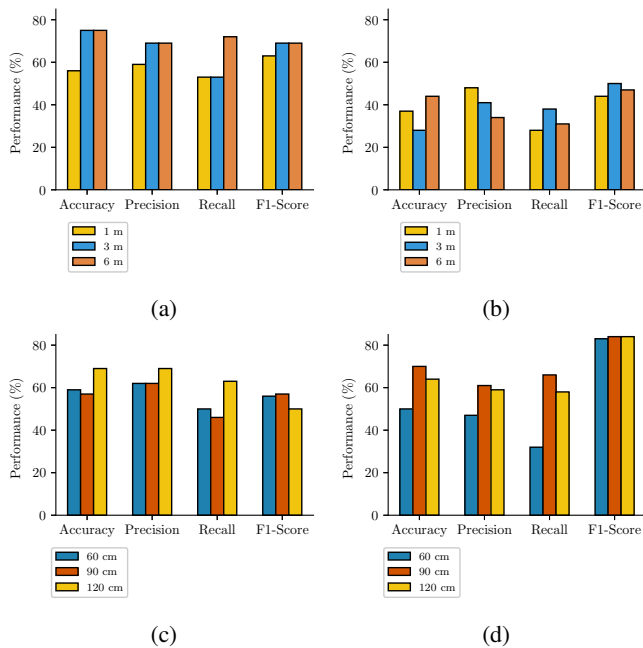 80
60
40
20
0
Performance (%)
Accuracy Precision Recall F1-Score
1 m
3 m
6 m
(a)
80
60
40
20
0
Performance (%)
Accuracy Precision Recall F1-Score
1 m
3 m
6 m
(b)
80
60
40
20
0
Performance (%)
Accuracy Precision Recall F1-Score
60 cm
90 cm
120 cm
(c)
80
60
40
20
0
Performance (%)
Accuracy Precision Recall F1-Score
60 cm
90 cm
120 cm
(d)